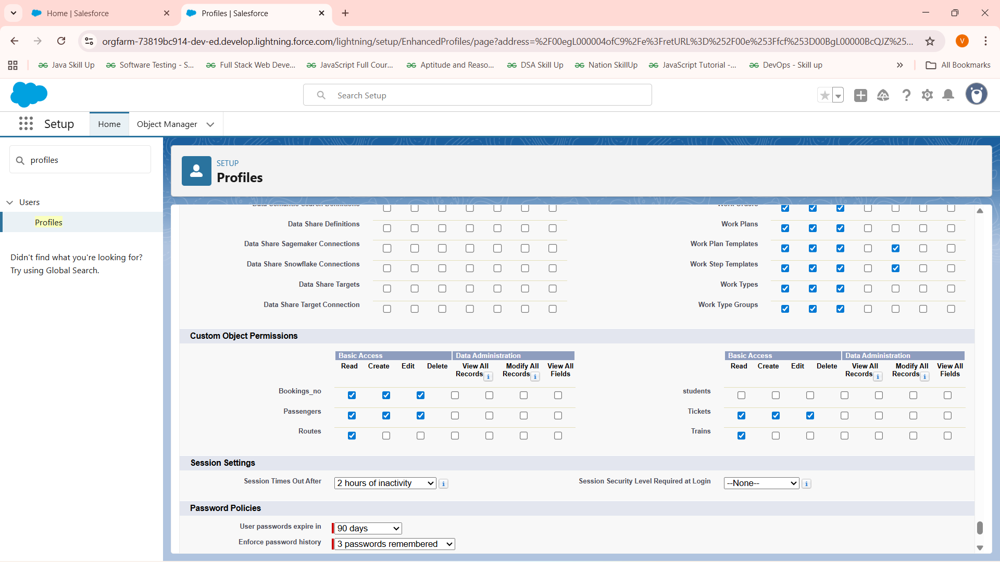 Home | Salesforce
Profiles | Salesforce
orgfarm-73819bc914-dev-ed.develop.lightning.force.com/lightning/setup/EnhancedProfiles/page?address=%2F00egL000004ofC9%2Fe%3FretURL%3D%252F00e%253Ffcf%253D00BgL00000BcQJZ%25...
V
Java Skill Up
Software Testing - S...
Full Stack Web Deve...
JavaScript Full Cour...
Aptitude and Reaso...
DSA Skill Up
Nation SkillUp
JavaScript Tutorial -...
DevOps - Skill up
All Bookmarks
Search Setup
Setup
Home
Object Manager
profiles
Users
Profiles
Didn't find what you're looking for?
Try using Global Search.
SETUP
Profiles
Data Semantic Search Definitions
Work Orders
Data Share Definitions
Work Plans
Data Share Sagemaker Connections
Work Plan Templates
Data Share Snowflake Connections
Work Step Templates
Data Share Targets
Work Types
Data Share Target Connection
Work Type Groups
Custom Object Permissions
Basic Access Data Administration
Read Create Edit Delete View All Records i Modify All Records i View All Fields
Bookings_no
Passengers
Routes
Basic Access Data Administration
Read Create Edit Delete View All Records i Modify All Records i View All Fields
students
Tickets
Trains
Session Settings
Session Times Out After 2 hours of inactivity i
Session Security Level Required at Login --None-- i
Password Policies
User passwords expire in 90 days
Enforce password history 3 passwords remembered